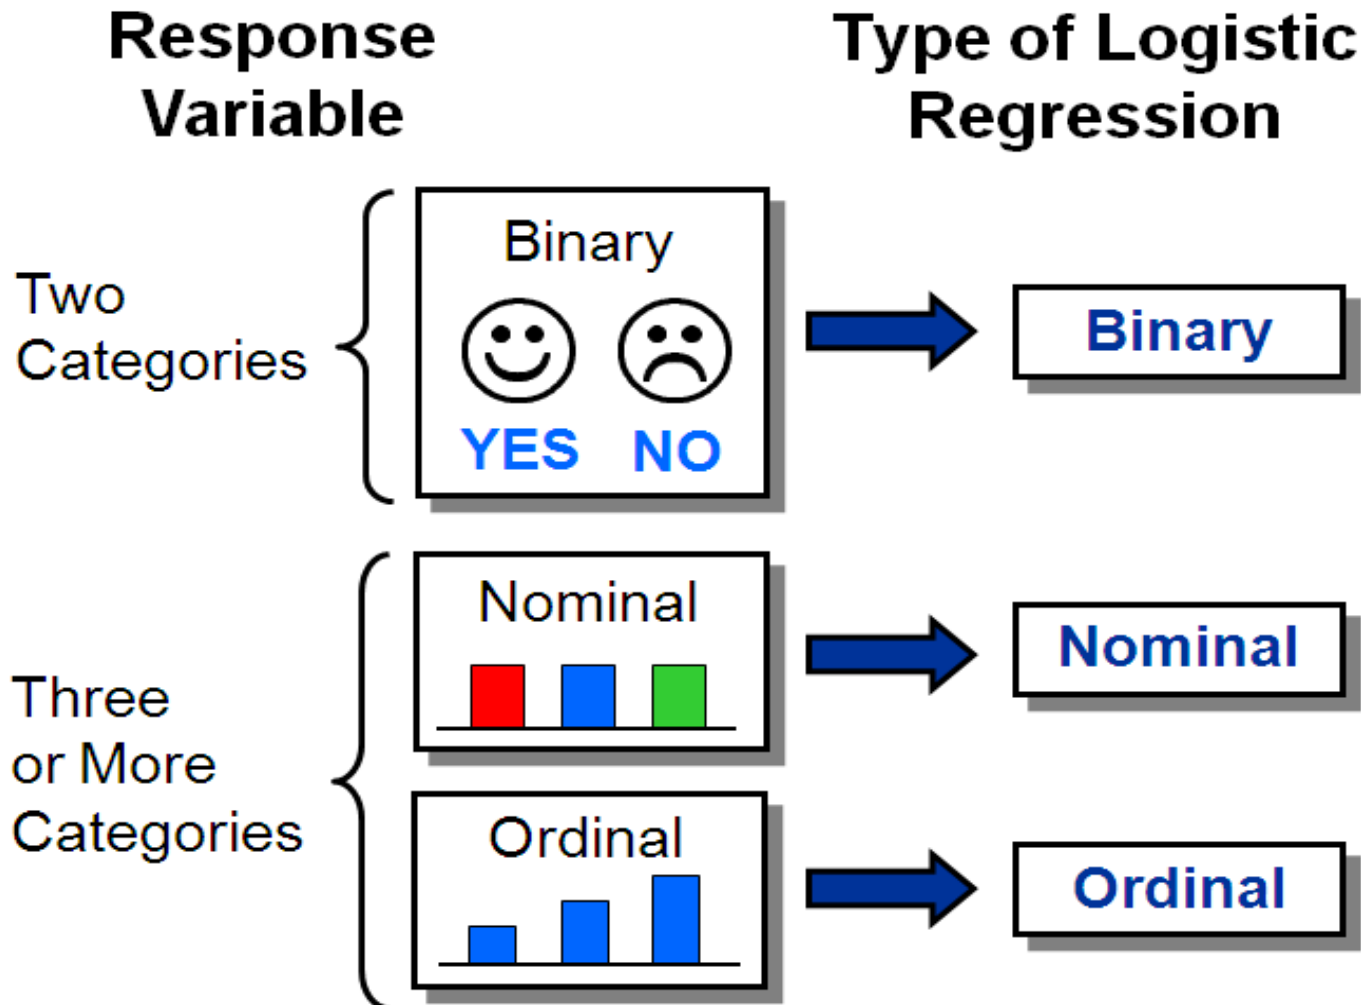 Response
Variable
Type of Logistic
Regression
Two
Categories
Binary
YES NO
Binary
Three
or More
Categories
Nominal
Nominal
Ordinal
Ordinal